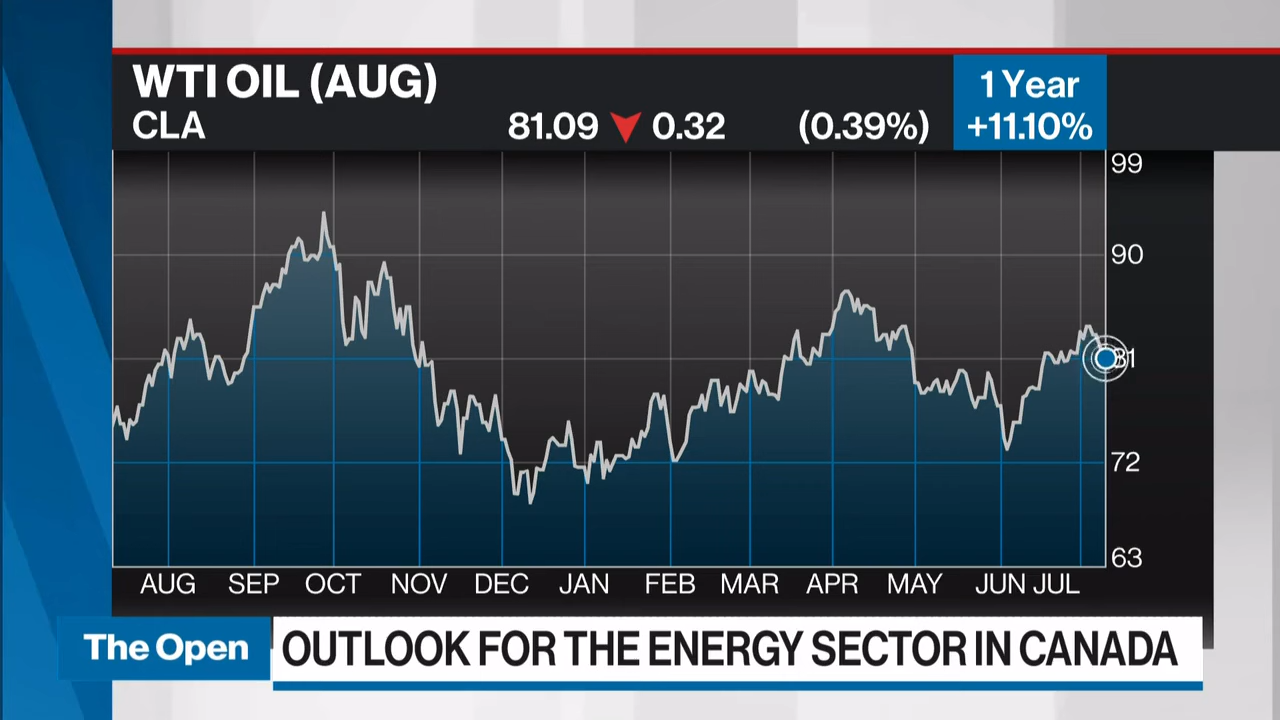 WTI OIL (AUG)
CLA 81.09 0.32 (0.39%)
1 Year
+11.10%
99
90
81
72
63
AUG SEP OCT NOV DEC JAN FEB MAR APR MAY JUN JUL
The Open
OUTLOOK FOR THE ENERGY SECTOR IN CANADA